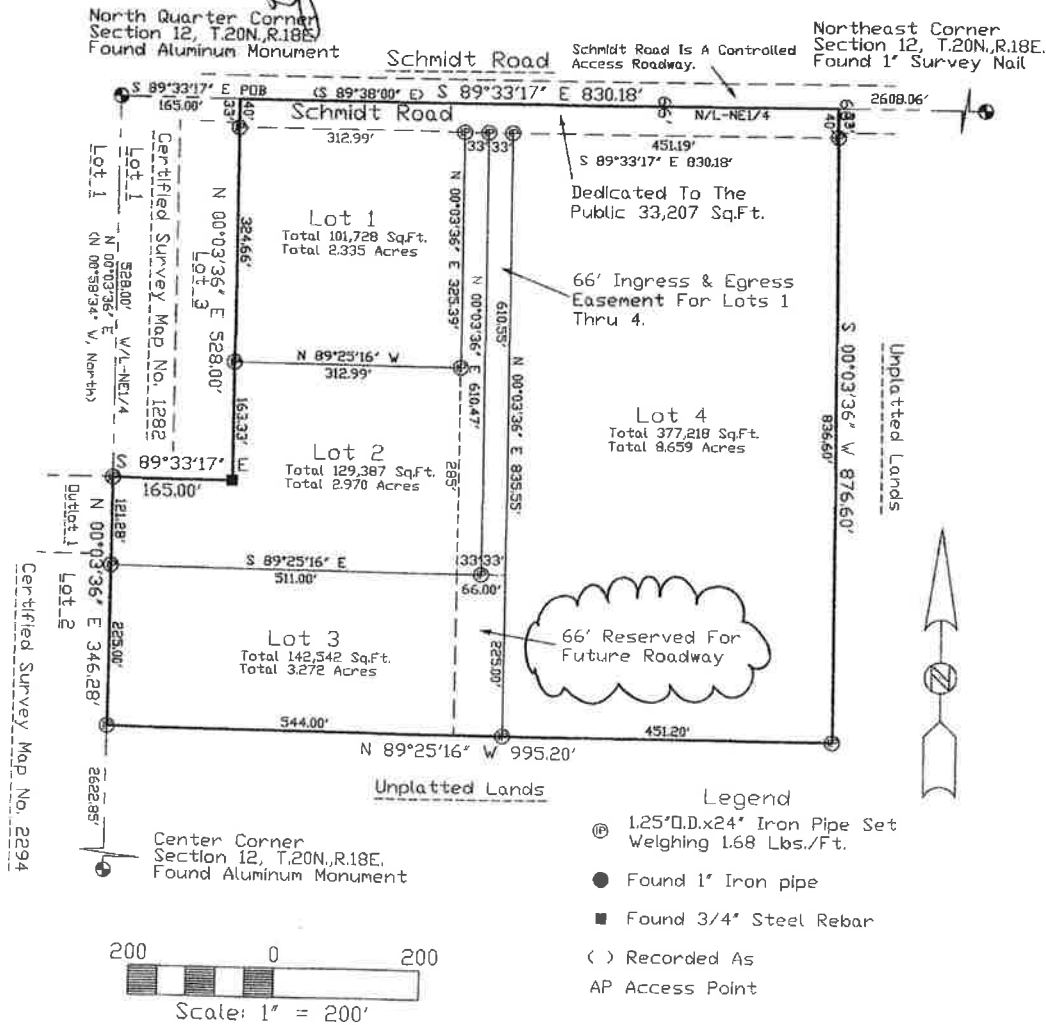 North Quarter Corner
Section 12, T.20N.,R.18E.
Found Aluminum Monument
Northeast Corner
Section 12, T.20N.,R.18E.
Found 1" Survey Nail
Schmidt Road
Schmidt Road Is A Controlled
Access Roadway.
S 89°33'17" E POB
165.00'
(S 89°38'00" E) S 89°33'17" E 830.18'
2608.06'
33'
40'
66'
N/L-NE1/4
33'
40'
Schmidt Road
312.99'
33'
33'
451.19'
S 89°33'17" E 830.18'
Dedicated To The
Public 33,207 Sq.Ft.
Lot 1
Lot 1
Certified Survey Map No. 1282
Lot 3
528.00' W/L-NE1/4
N 00°03'36" E
(N 00°58'34" W, North)
N 00°03'36" E 528.00'
324.66'
Lot 1
Total 101,728 Sq.Ft.
Total 2.335 Acres
N 00°03'36" E 325.39'
N 00°03'36" E 610.47'
610.55'
N 00°03'36" E 835.55'
66' Ingress & Egress
Easement For Lots 1
Thru 4.
S 00°03'36" W 876.60'
836.60'
Unplatted Lands
N 89°25'16" W
312.99'
163.33'
Lot 4
Total 377,218 Sq.Ft.
Total 8.659 Acres
Lot 2
Total 129,387 Sq.Ft.
Total 2.970 Acres
285'
S 89°33'17" E
165.00'
121.28'
Outlot 1
N 00°03'36" E 346.28'
S 89°25'16" E
511.00'
33'
33'
66.00'
Lot 2
225.00'
Certified Survey Map No. 2294
Lot 3
Total 142,542 Sq.Ft.
Total 3.272 Acres
225.00'
66' Reserved For
Future Roadway
544.00'
451.20'
N 89°25'16" W 995.20'
Unplatted Lands
2622.85'
Center Corner
Section 12, T.20N.,R.18E.
Found Aluminum Monument
N
Legend
IP 1.25"O.D.x24" Iron Pipe Set
Weighing 1.68 Lbs./Ft.
Found 1" Iron pipe
Found 3/4" Steel Rebar
( ) Recorded As
AP Access Point
200 0 200
Scale: 1" = 200'